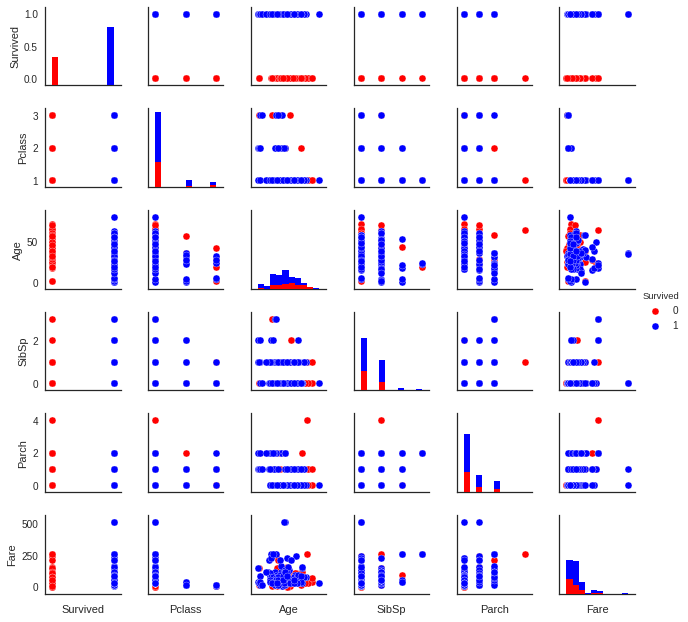 Survived
1.0
0.5
0.0
Pclass
3
2
1
Age
50
0
SibSp
2
0
Parch
4
2
0
Fare
500
250
0
Survived
0
1
Survived Pclass Age SibSp Parch Fare